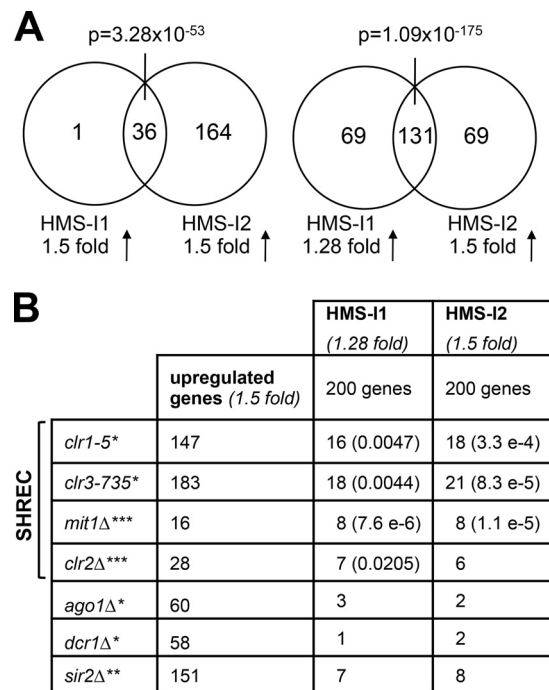 A
p=3.28x10-53
p=1.09x10-175
1 36 164
69 131 69
HMS-I1
1.5 fold
HMS-I2
1.5 fold
HMS-I1
1.28 fold
HMS-I2
1.5 fold
B
HMS-I1
(1.28 fold)
HMS-I2
(1.5 fold)
upregulated
genes (1.5 fold)
200 genes
200 genes
SHREC
clr1-5* 147 16 (0.0047) 18 (3.3 e-4)
clr3-735* 183 18 (0.0044) 21 (8.3 e-5)
mit1Δ*** 16 8 (7.6 e-6) 8 (1.1 e-5)
clr2Δ*** 28 7 (0.0205) 6
ago1Δ* 60 3 2
dcr1Δ* 58 1 2
sir2Δ** 151 7 8